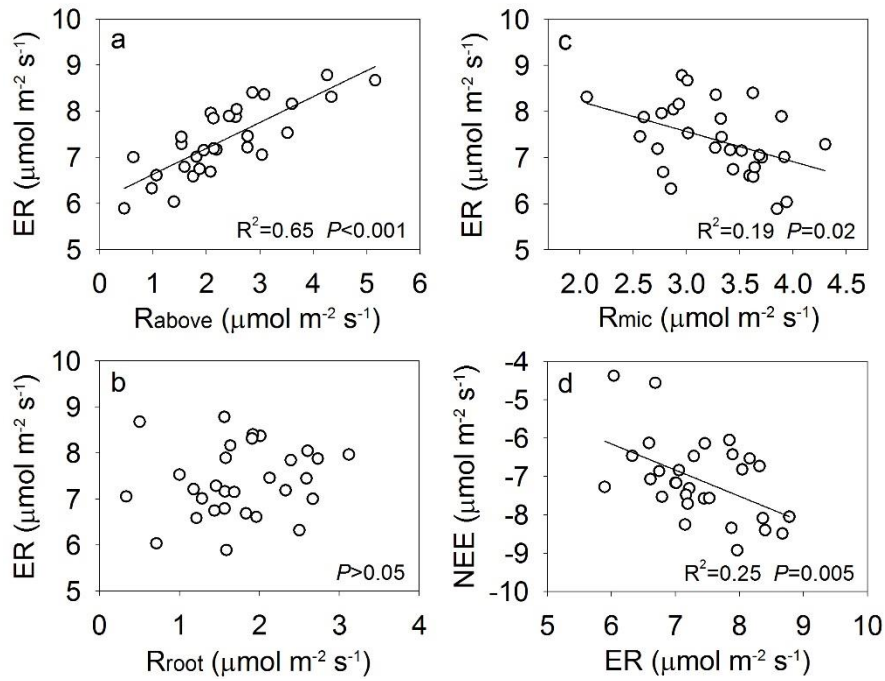 a
ER (μmol m⁻² s⁻¹)
10
9
8
7
6
5
0 1 2 3 4 5 6
R²=0.65 P<0.001
Rabove (μmol m⁻² s⁻¹)
c
ER (μmol m⁻² s⁻¹)
10
9
8
7
6
5
2.0 2.5 3.0 3.5 4.0 4.5
R²=0.19 P=0.02
Rmic (μmol m⁻² s⁻¹)
b
ER (μmol m⁻² s⁻¹)
10
9
8
7
6
5
0 1 2 3 4
P>0.05
Rroot (μmol m⁻² s⁻¹)
d
NEE (μmol m⁻² s⁻¹)
-4
-5
-6
-7
-8
-9
-10
5 6 7 8 9 10
R²=0.25 P=0.005
ER (μmol m⁻² s⁻¹)